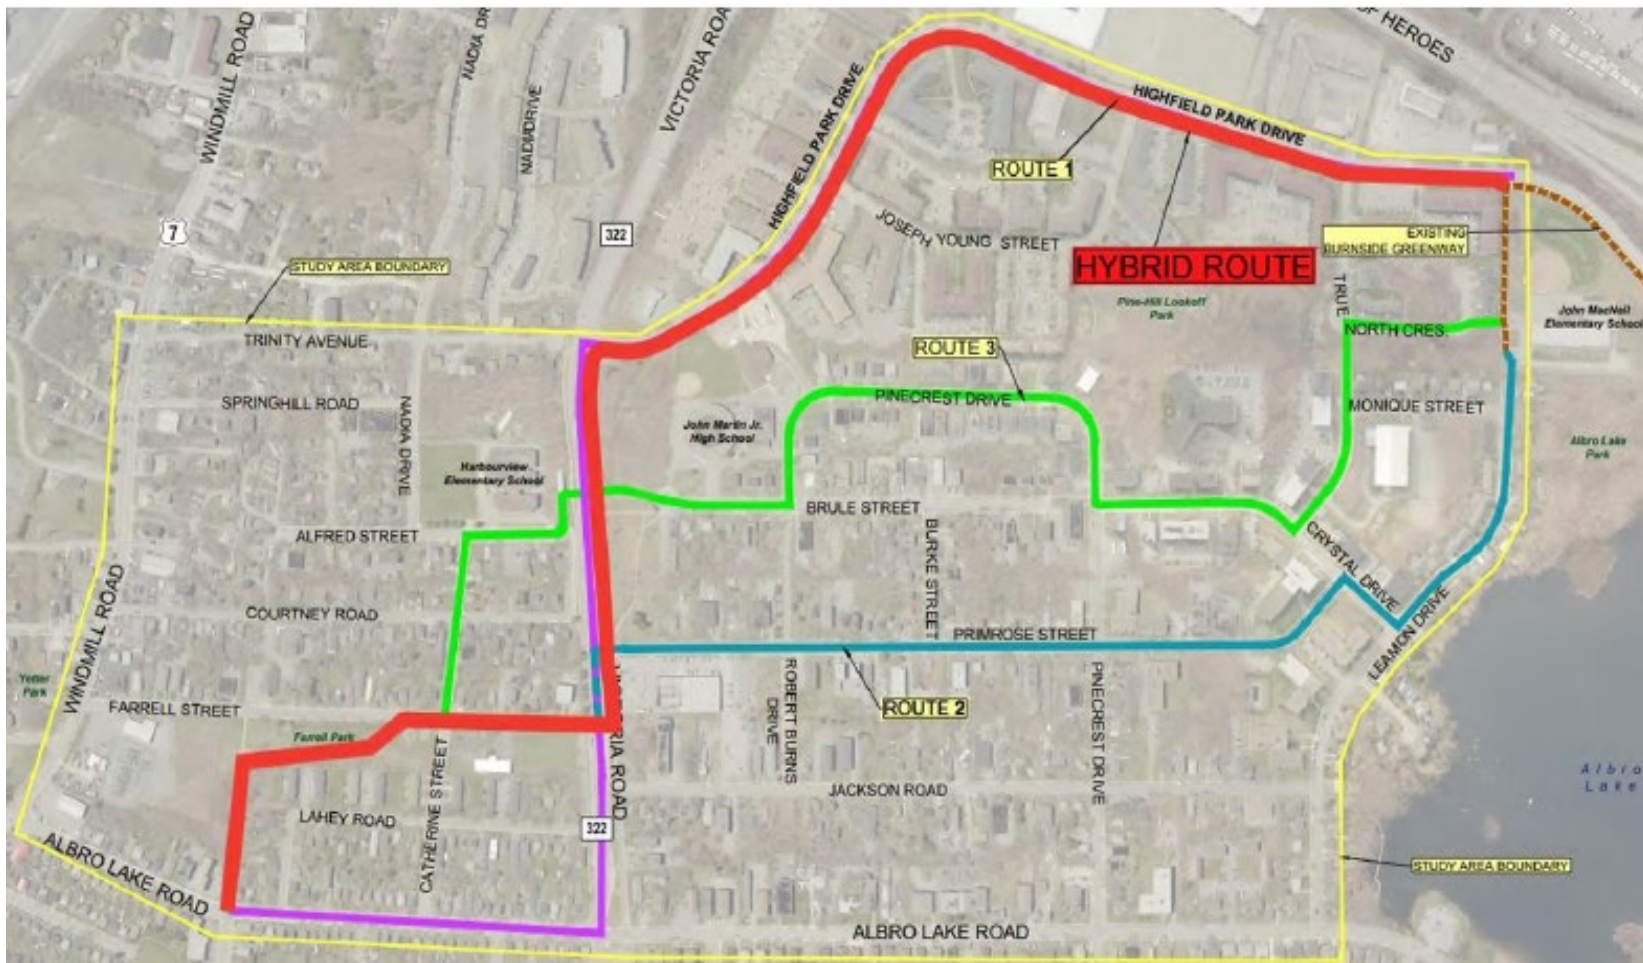 WINDMILL ROAD
NADIA DR
NADIA DRIVE
VICTORIA ROA
OF HEROES
HIGHFIELD PARK DRIVE
HIGHFIELD PARK DRIVE
ROUTE 1
7
322
JOSEPH YOUNG STREET
EXISTING
BURNSIDE GREENWAY
STUDY AREA BOUNDARY
HYBRID ROUTE
TRUE
Pine-Hill Lookoff
Park
John MacNeil
Elementary School
NORTH CRES.
TRINITY AVENUE
ROUTE 3
SPRINGHILL ROAD
NADIA DRIVE
PINECREST DRIVE
MONIQUE STREET
John Martin Jr.
High School
Albro Lake
Park
Harbourview
Elementary School
BRULE STREET
ALFRED STREET
BURKE STREET
CRYSTAL DRIVE
WINDMILL ROAD
COURTNEY ROAD
PRIMROSE STREET
LEAMON DRIVE
Yetter
Park
FARRELL STREET
ROBERT BURNS
DRIVE
PINECREST DRIVE
ROUTE 2
Farrell Park
CATHERINE STREET
RIA ROAD
LAHEY ROAD
322
JACKSON ROAD
Albro
Lake
ALBRO LAKE ROAD
STUDY AREA BOUNDARY
ALBRO LAKE ROAD